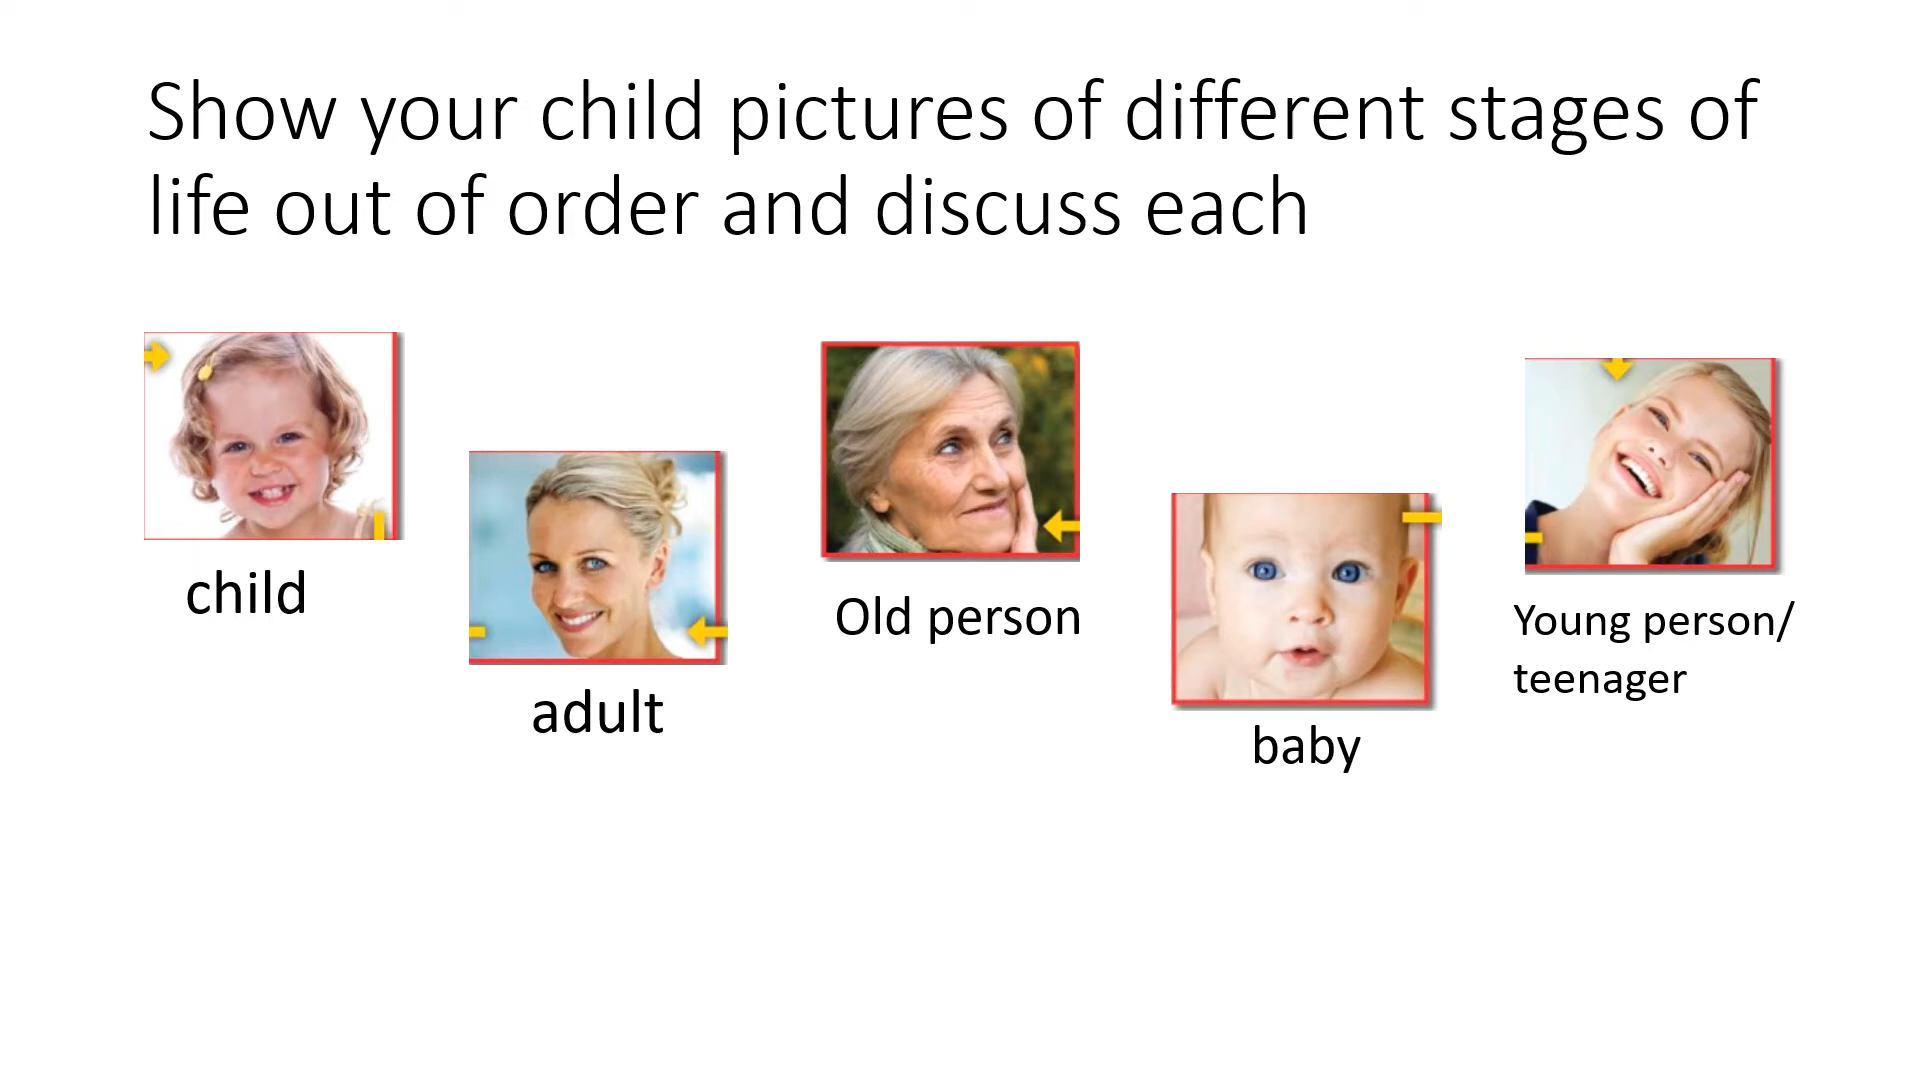 Show your child pictures of different stages of
life out of order and discuss each
child
adult
Old person
baby
Young person/
teenager